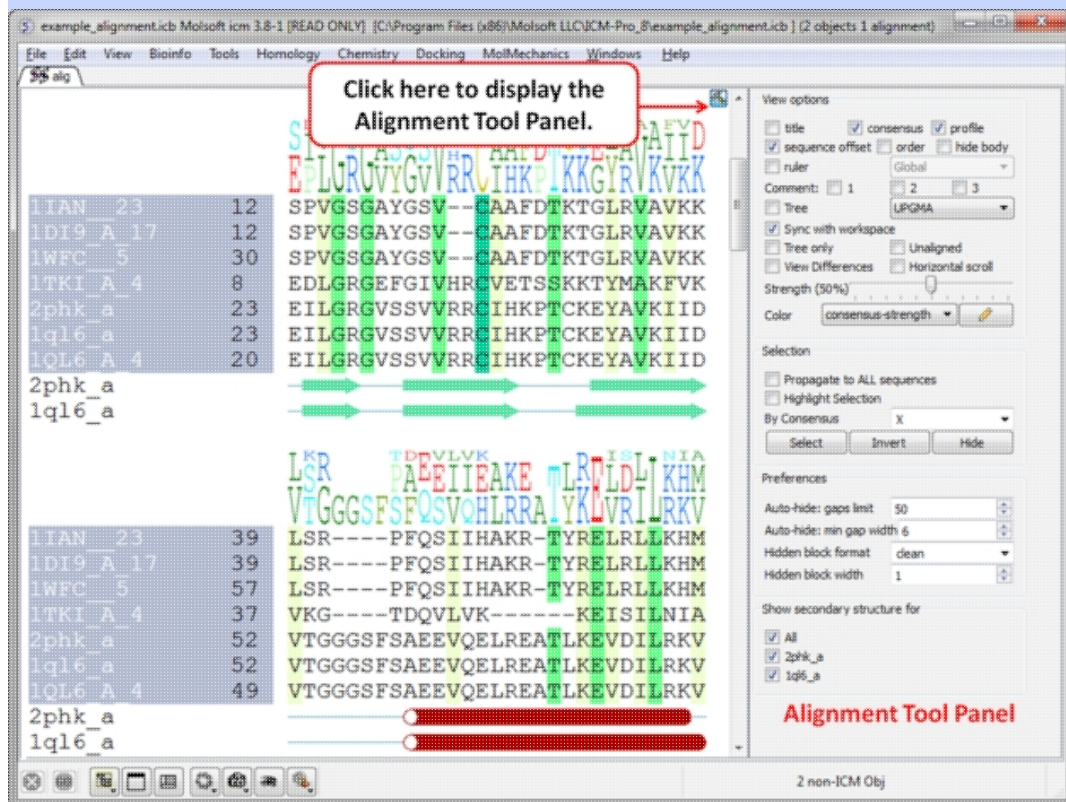 example_alignment.icb Molsoft icm 3.8-1 [READ ONLY] [C:\Program Files (x86)\Molsoft LLC\ICM-Pro_8\example_alignment.icb ] (2 objects 1 alignment)
File Edit View Bioinfo Tools Homology Chemistry Docking MolMechanics Windows Help
alig
Click here to display the
Alignment Tool Panel.
1IAN__23 12 SPVGSGAYGSV--CAAFDTKTGLRVAVKK
1DI9_A_17 12 SPVGSGAYGSV--CAAFDTKTGLRVAVKK
1WFC__5 30 SPVGSGAYGSV--CAAFDTKTGLRVAVKK
1TKI_A_4 8 EDLGRGEFGIVHRCVETSSKKTYMAKFVK
2phk_a 23 EILGRGVSSVVRRCIHKPTCKEYAVKIID
1ql6_a 23 EILGRGVSSVVRRCIHKPTCKEYAVKIID
1QL6_A_4 20 EILGRGVSSVVRRCIHKPTCKEYAVKIID
2phk_a
1ql6_a
1IAN__23 39 LSR----PFQSIIHAKR-TYRELRLLKHM
1DI9_A_17 39 LSR----PFQSIIHAKR-TYRELRLLKHM
1WFC__5 57 LSR----PFQSIIHAKR-TYRELRLLKHM
1TKI_A_4 37 VKG----TDQVLVK------KEISILNIA
2phk_a 52 VTGGGSFSAEEVQELREATLKEVDILRKV
1ql6_a 52 VTGGGSFSAEEVQELREATLKEVDILRKV
1QL6_A_4 49 VTGGGSFSAEEVQELREATLKEVDILRKV
2phk_a
1ql6_a
View options
title consensus profile
sequence offset order hide body
ruler Global
Comment: 1 2 3
Tree UPGMA
Sync with workspace
Tree only Unaligned
View Differences Horizontal scroll
Strength (50%)
Color consensus-strength
Selection
Propagate to ALL sequences
Highlight Selection
By Consensus X
Select Invert Hide
Preferences
Auto-hide: gaps limit 50
Auto-hide: min gap width 6
Hidden block format clean
Hidden block width 1
Show secondary structure for
All
2phk_a
1ql6_a
Alignment Tool Panel
2 non-ICM Obj